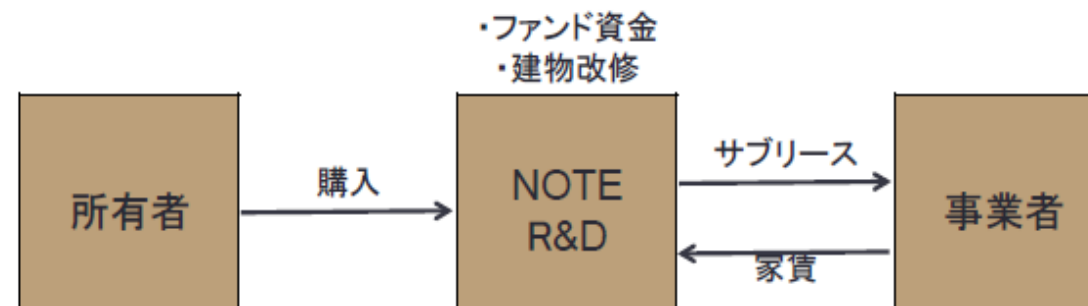 ・ファンド資金
・建物改修
所有者
購入
NOTE
R&D
サブリース
家賃
事業者